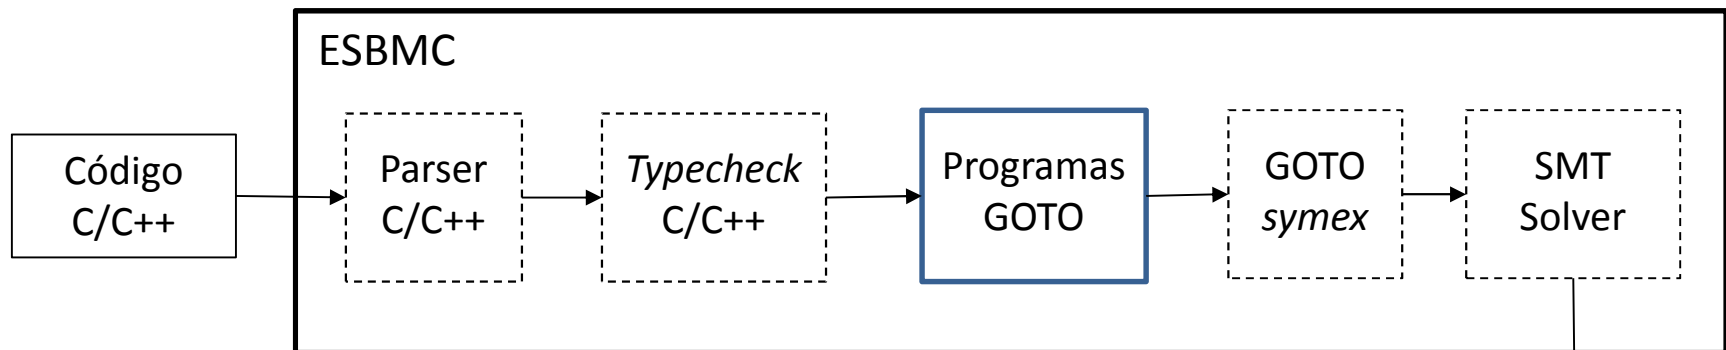 ESBMC
Código
C/C++
Parser
C/C++
Typecheck
C/C++
Programas
GOTO
GOTO
symex
SMT
Solver